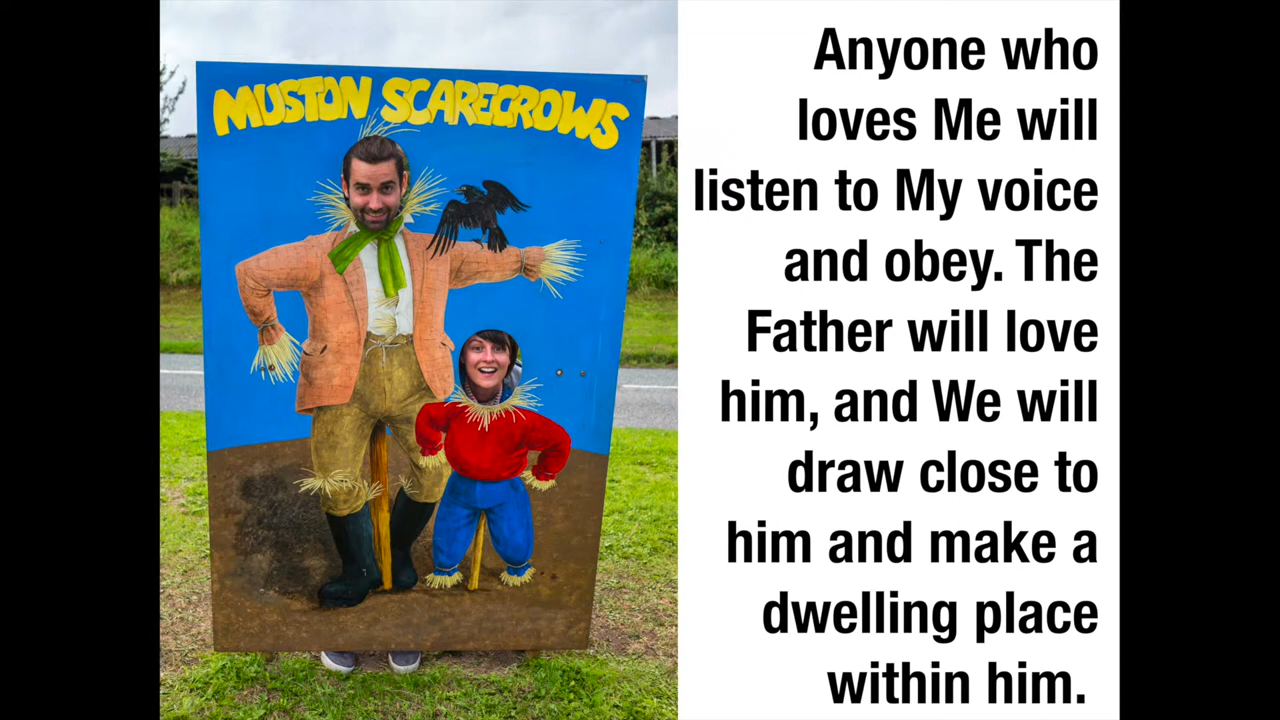 MUSTON SCARECROWS
Anyone who
loves Me will
listen to My voice
and obey. The
Father will love
him, and We will
draw close to
him and make a
dwelling place
within him.